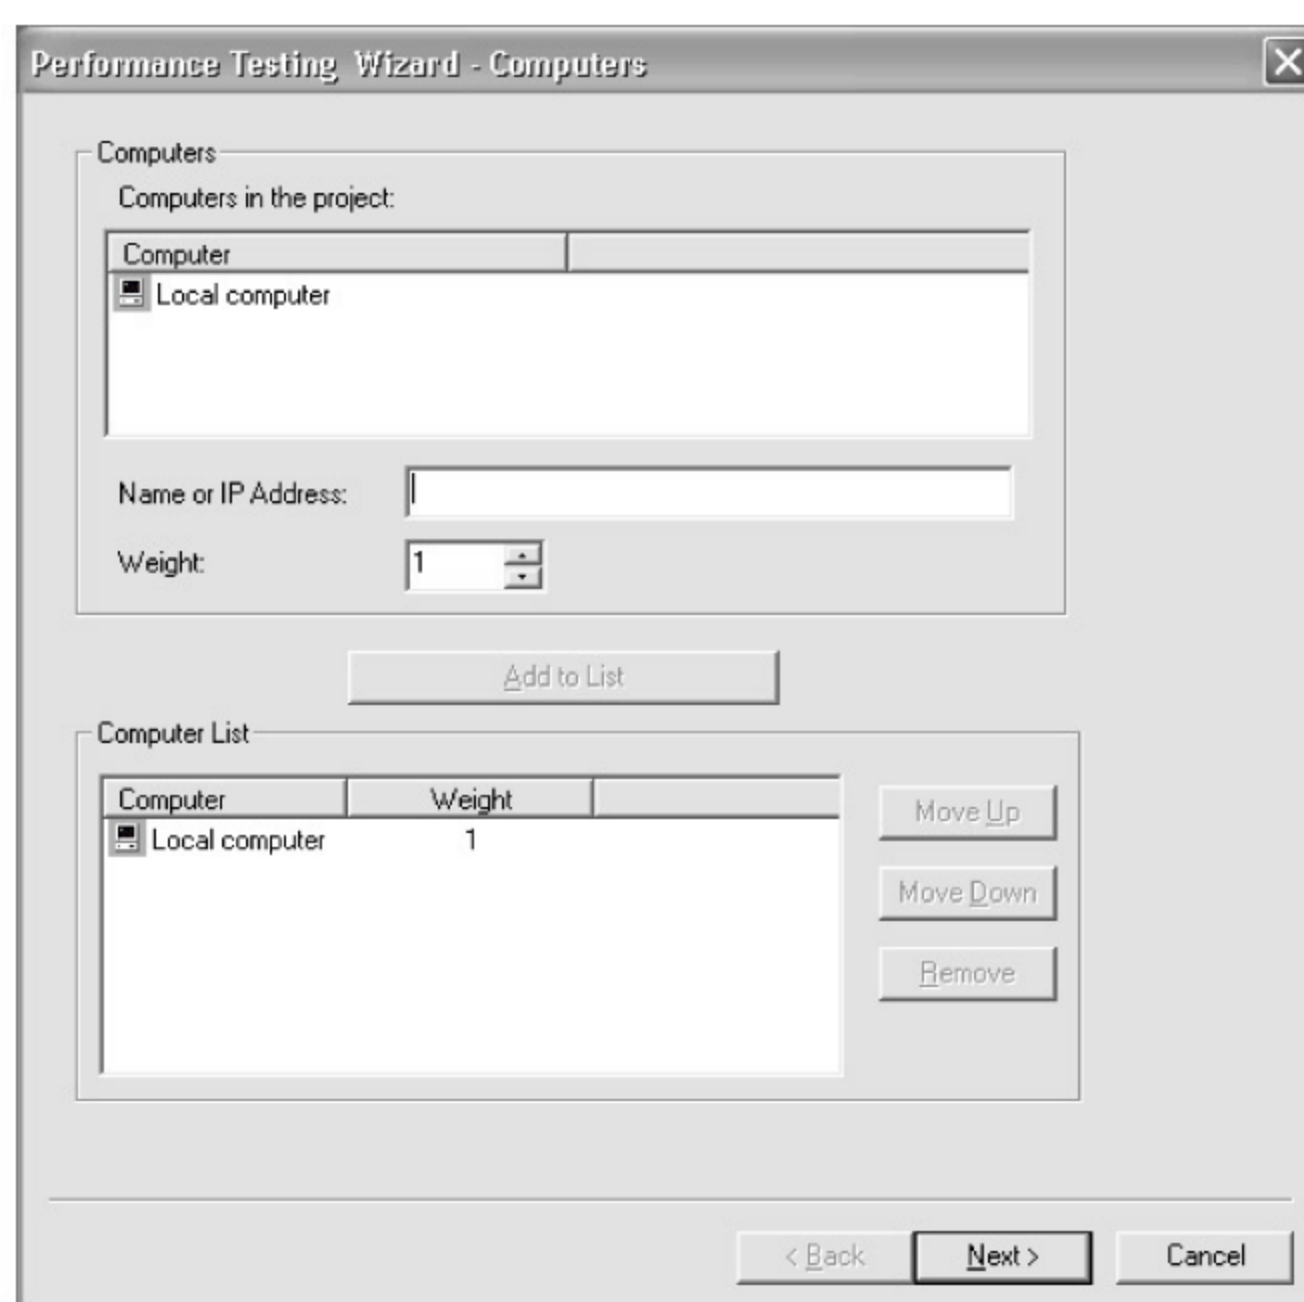 Performance Testing Wizard - Computers
Computers
Computers in the project:
Computer
Local computer
Name or IP Address:
Weight: 1
Add to List
Computer List
Computer Weight
Local computer 1
Move Up
Move Down
Remove
< Back Next > Cancel